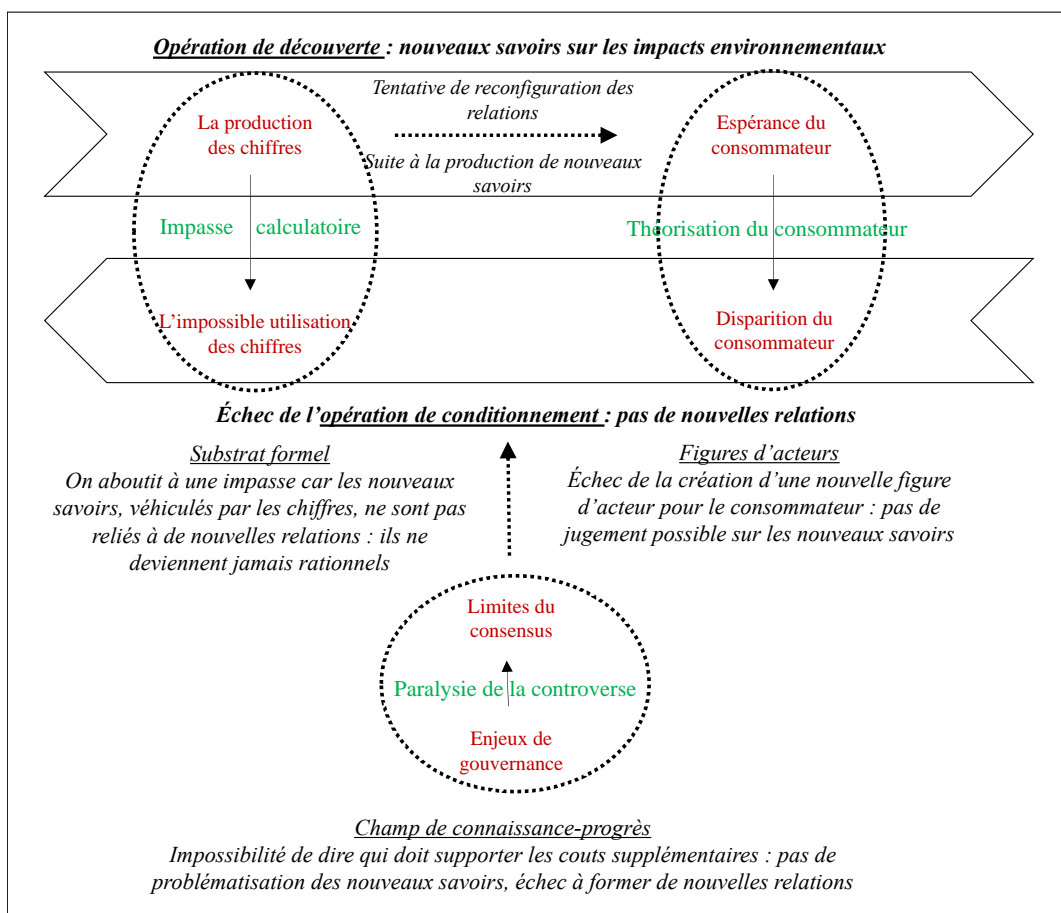 Opération de découverte : nouveaux savoirs sur les impacts environnementaux
La production
des chiffres
Tentative de reconfiguration des
relations
Suite à la production de nouveaux
savoirs
Espérance du
consommateur
Impasse calculatoire
Théorisation du consommateur
L’impossible utilisation
des chiffres
Disparition du
consommateur
Échec de l’opération de conditionnement : pas de nouvelles relations
Substrat formel
On aboutit à une impasse car les nouveaux
savoirs, véhiculés par les chiffres, ne sont pas
reliés à de nouvelles relations : ils ne
deviennent jamais rationnels
Figures d’acteurs
Échec de la création d’une nouvelle figure
d’acteur pour le consommateur : pas de
jugement possible sur les nouveaux savoirs
Limites du
consensus
Paralysie de la controverse
Enjeux de
gouvernance
Champ de connaissance-progrès
Impossibilité de dire qui doit supporter les couts supplémentaires : pas de
problématisation des nouveaux savoirs, échec à former de nouvelles relations